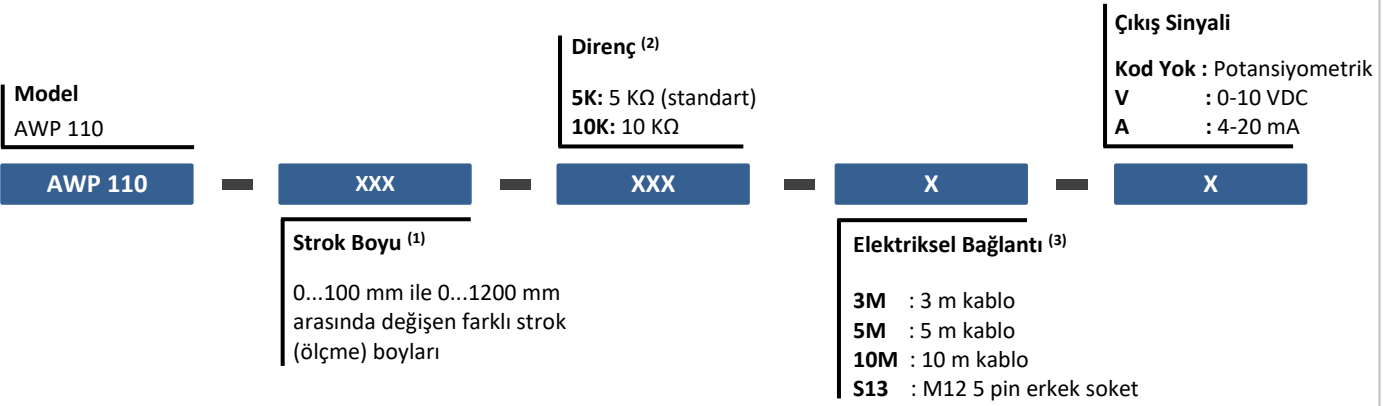 Model
AWP 110
Direnç (2)
5K: 5 KΩ (standart)
10K: 10 KΩ
Çıkış Sinyali
Kod Yok : Potansiyometrik
V : 0-10 VDC
A : 4-20 mA
AWP 110 - XXX - XXX - X - X
Strok Boyu (1)
0...100 mm ile 0...1200 mm
arasında değişen farklı strok
(ölçme) boyları
Elektriksel Bağlantı (3)
3M : 3 m kablo
5M : 5 m kablo
10M : 10 m kablo
S13 : M12 5 pin erkek soket